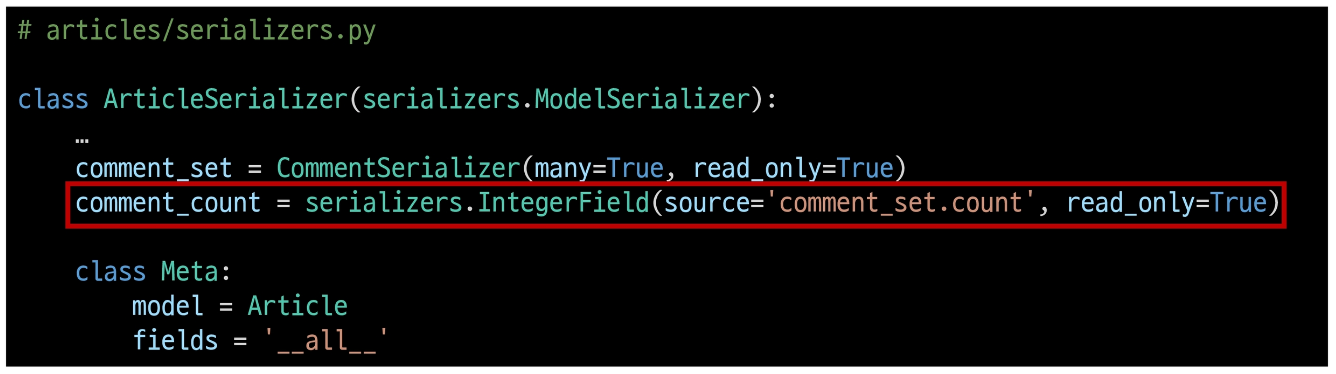 # articles/serializers.py
class ArticleSerializer(serializers.ModelSerializer):
    …
    comment_set = CommentSerializer(many=True, read_only=True)
    comment_count = serializers.IntegerField(source='comment_set.count', read_only=True)
    class Meta:
        model = Article
        fields = '__all__'